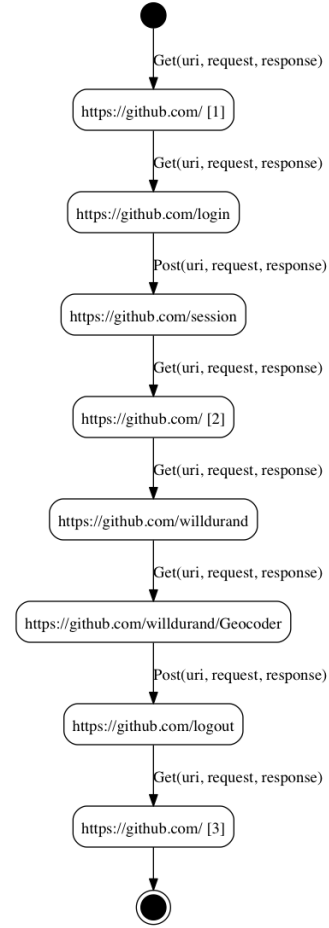 Get(uri, request, response)
https://github.com/ [1]
Get(uri, request, response)
https://github.com/login
Post(uri, request, response)
https://github.com/session
Get(uri, request, response)
https://github.com/ [2]
Get(uri, request, response)
https://github.com/willdurand
Get(uri, request, response)
https://github.com/willdurand/Geocoder
Post(uri, request, response)
https://github.com/logout
Get(uri, request, response)
https://github.com/ [3]